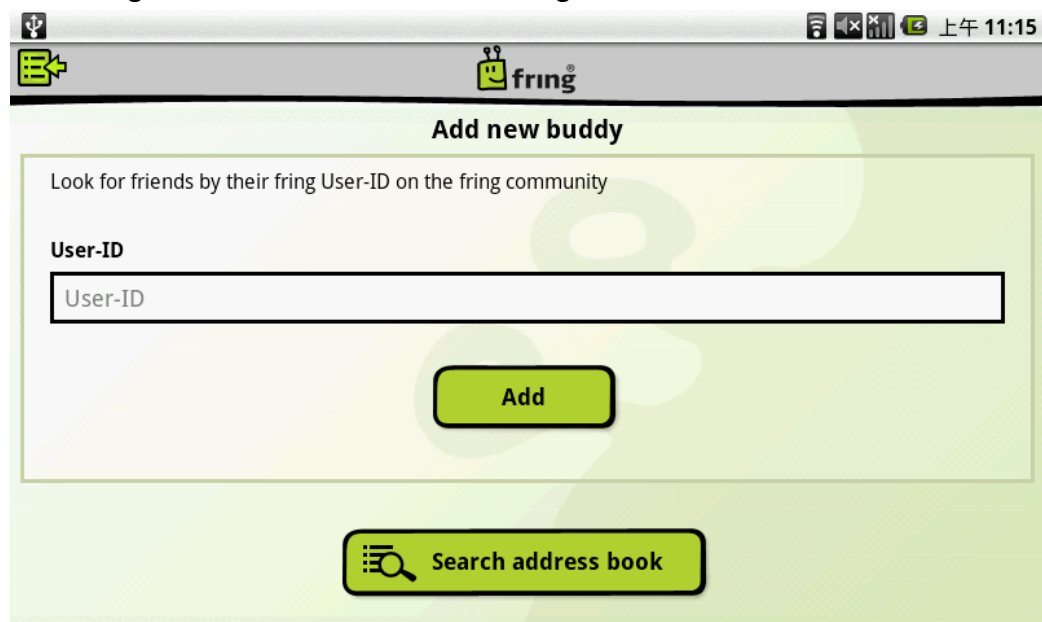 上午 11:15
fring®
Add new buddy
Look for friends by their fring User-ID on the fring community
User-ID
User-ID
Add
Search address book